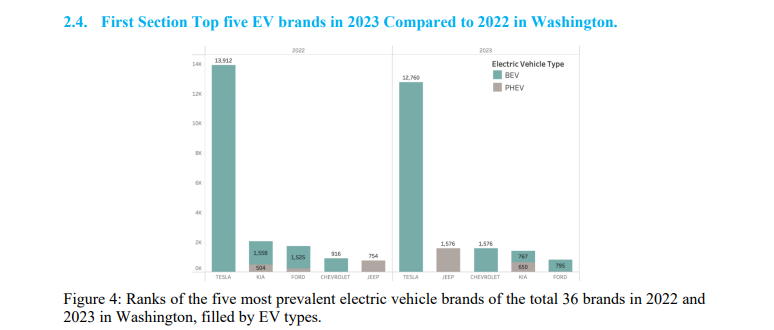 2.4. First Section Top five EV brands in 2023 Compared to 2022 in Washington.
2022 2023
Electric Vehicle Type
BEV
PHEV
14K
12K
10K
8K
6K
4K
2K
0K
13,912
1,558
504
1,525
916
754
12,760
1,576
1,576
767
650
795
TESLA KIA FORD CHEVROLET JEEP TESLA JEEP CHEVROLET KIA FORD
Figure 4: Ranks of the five most prevalent electric vehicle brands of the total 36 brands in 2022 and
2023 in Washington, filled by EV types.